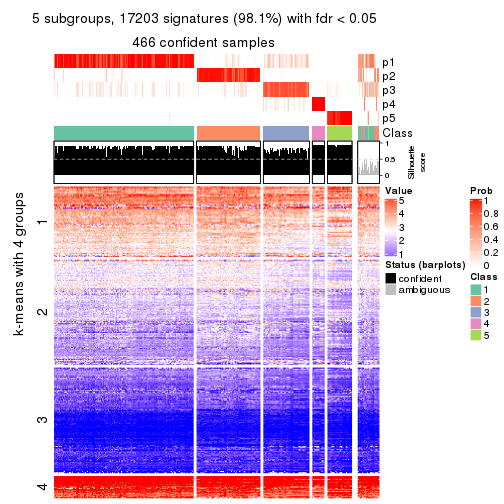 5 subgroups, 17203 signatures (98.1%) with fdr < 0.05
466 confident samples
p1
p2
p3
p4
p5
Class
1
0.5
0
Silhouette
score
k-means with 4 groups
1
2
3
4
Value
5
4
3
2
1
Status (barplots)
confident
ambiguous
Prob
1
0.8
0.6
0.4
0.2
0
Class
1
2
3
4
5